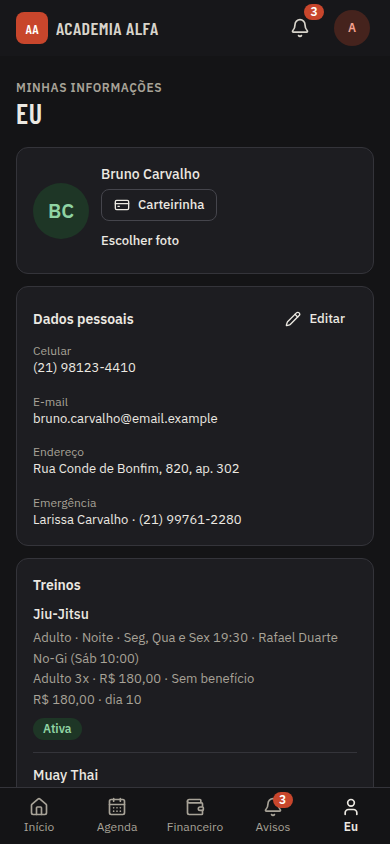 AA ACADEMIA ALFA 3 A
MINHAS INFORMAÇÕES
EU
BC
Bruno Carvalho
Carteirinha
Escolher foto
Dados pessoais Editar
Celular
(21) 98123-4410
E-mail
bruno.carvalho@email.example
Endereço
Rua Conde de Bonfim, 820, ap. 302
Emergência
Larissa Carvalho · (21) 99761-2280
Treinos
Jiu-Jitsu
Adulto · Noite · Seg, Qua e Sex 19:30 · Rafael Duarte
No-Gi (Sáb 10:00)
Adulto 3x · R$ 180,00 · Sem benefício
R$ 180,00 · dia 10
Ativa
Muay Thai
3
Início Agenda Financeiro Avisos Eu